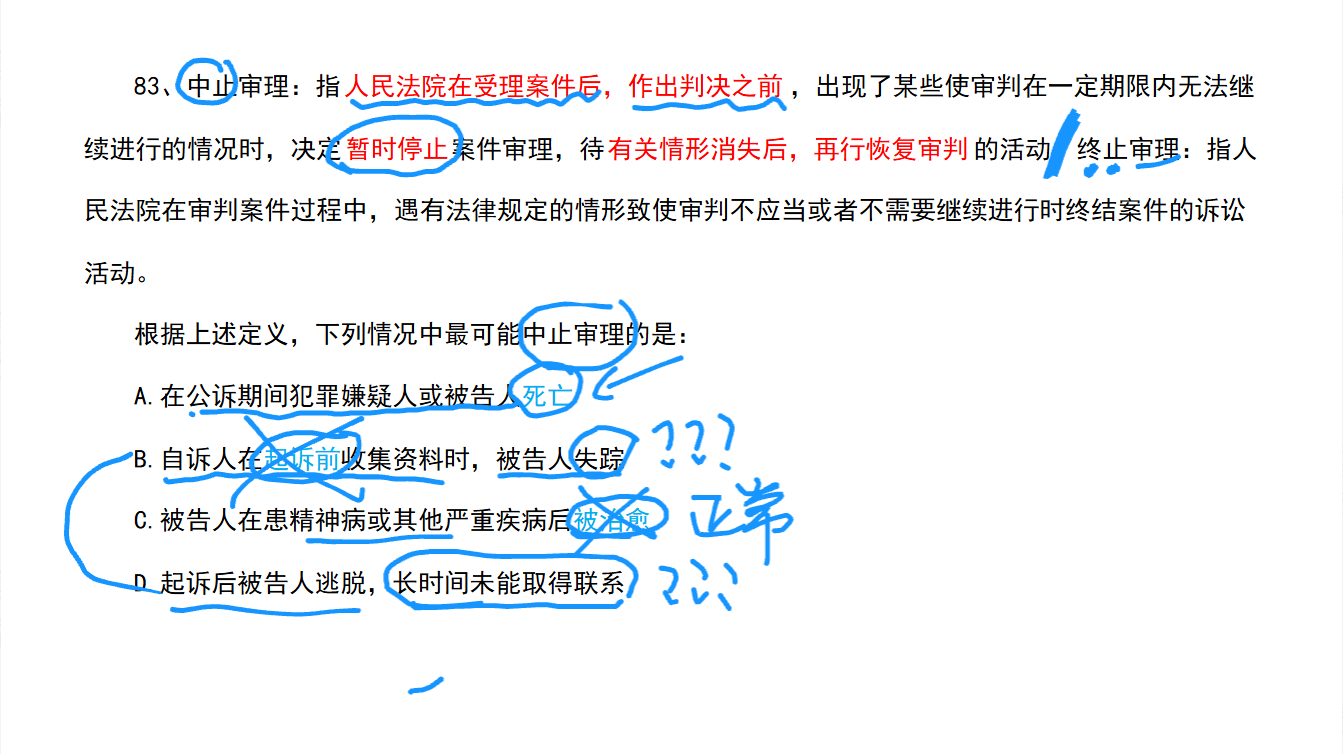 83、中止审理：指人民法院在受理案件后，作出判决之前，出现了某些使审判在一定期限内无法继
续进行的情况时，决定暂时停止案件审理，待有关情形消失后，再行恢复审判的活动 终止审理：指人
民法院在审判案件过程中，遇有法律规定的情形致使审判不应当或者不需要继续进行时终结案件的诉讼
活动。
根据上述定义，下列情况中最可能中止审理的是：
A.在公诉期间犯罪嫌疑人或被告人死亡
B.自诉人在起诉前收集资料时，被告人失踪 ???
C.被告人在患精神病或其他严重疾病后被治愈 正常
D.起诉后被告人逃脱，长时间未能取得联系 ???